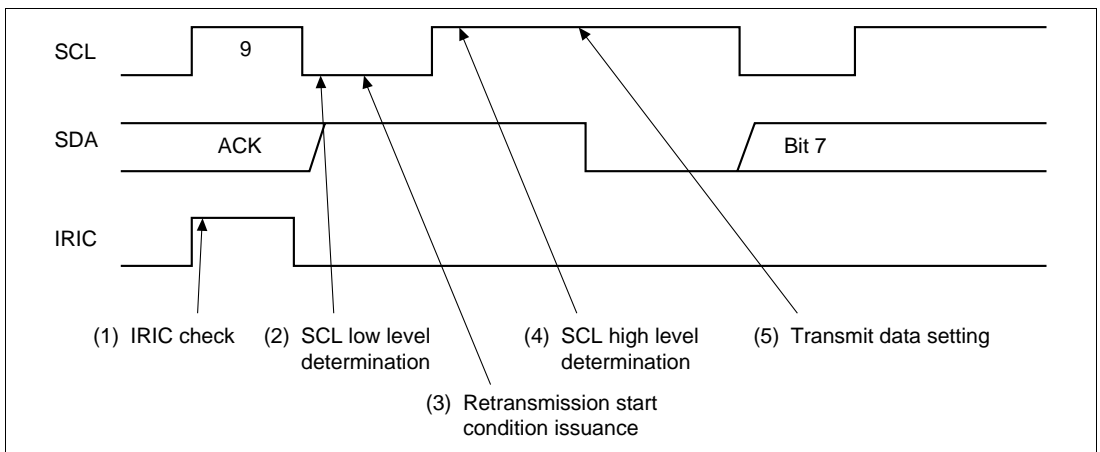 SCL
9
SDA
ACK
Bit 7
IRIC
(1) IRIC check
(2) SCL low level
determination
(4) SCL high level
determination
(5) Transmit data setting
(3) Retransmission start
condition issuance